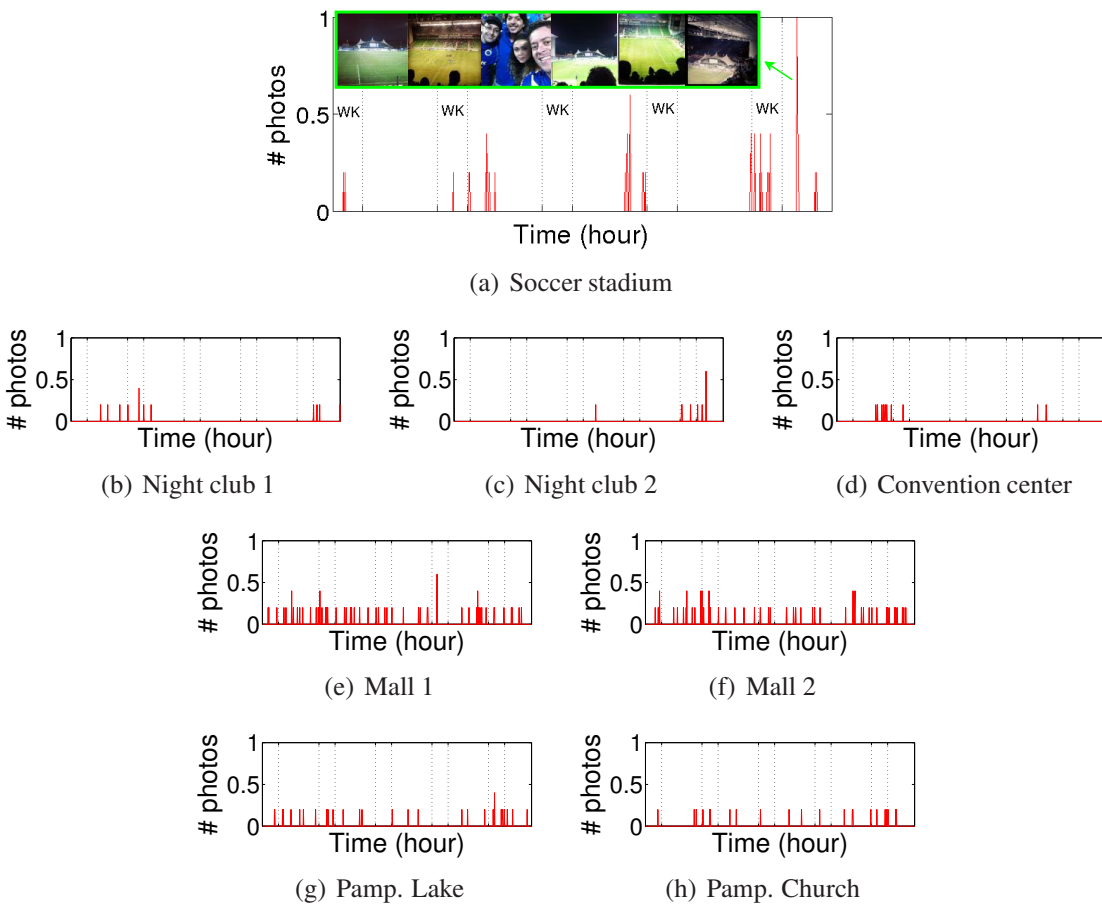 1
0.5
0
# photos
WK WK WK WK WK
Time (hour)
(a) Soccer stadium
1
0.5
0
# photos
Time (hour)
(b) Night club 1
1
0.5
0
# photos
Time (hour)
(c) Night club 2
1
0.5
0
# photos
Time (hour)
(d) Convention center
1
0.5
0
# photos
Time (hour)
(e) Mall 1
1
0.5
0
# photos
Time (hour)
(f) Mall 2
1
0.5
0
# photos
Time (hour)
(g) Pamp. Lake
1
0.5
0
# photos
Time (hour)
(h) Pamp. Church